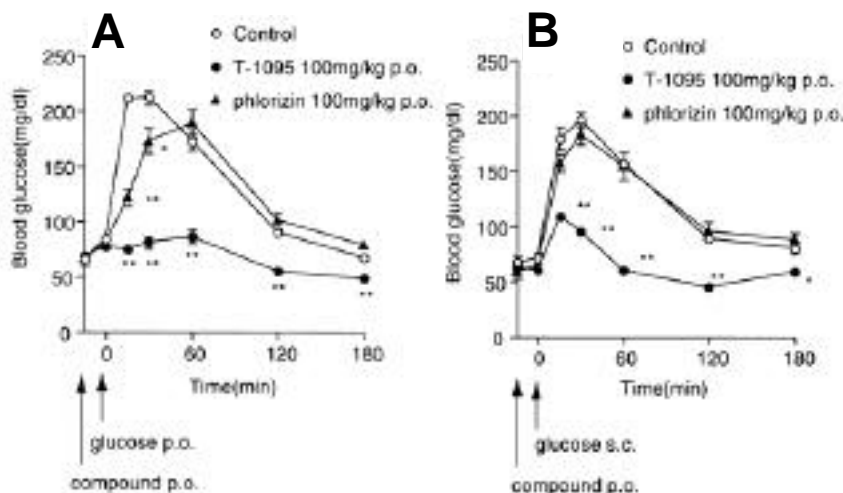 A
Control
T-1095 100mg/kg p.o.
phlorizin 100mg/kg p.o.
250
200
150
100
50
0
Blood glucose(mg/dl)
0 60 120 180
Time(min)
glucose p.o.
compound p.o.
B
Control
T-1095 100mg/kg p.o.
phlorizin 100mg/kg p.o.
250
200
150
100
50
0
Blood glucose(mg/dl)
0 60 120 180
Time(min)
glucose s.c.
compound p.o.